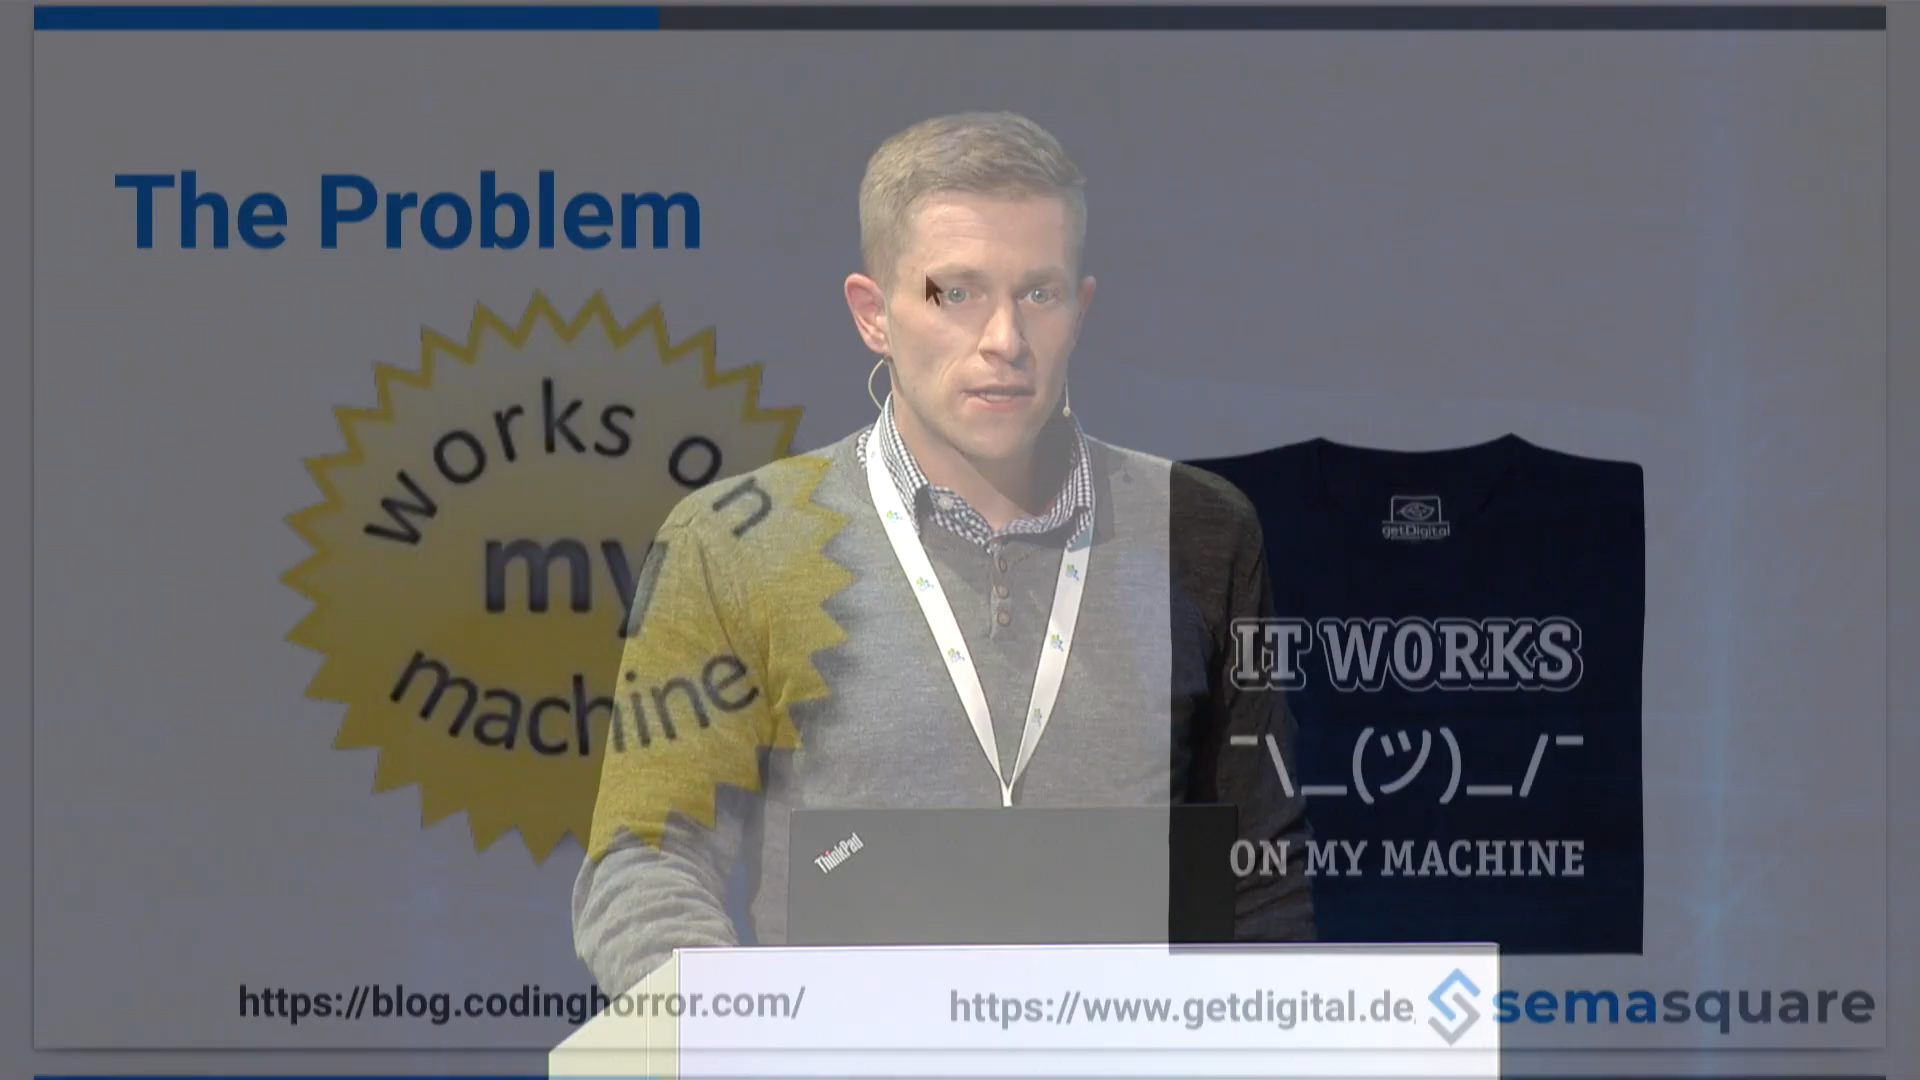 The Problem
works on
my
machine
getDigital
IT WORKS
¯\_(ツ)_/¯
ON MY MACHINE
ThinkPad
https://blog.codinghorror.com/
https://www.getdigital.de
semasquare